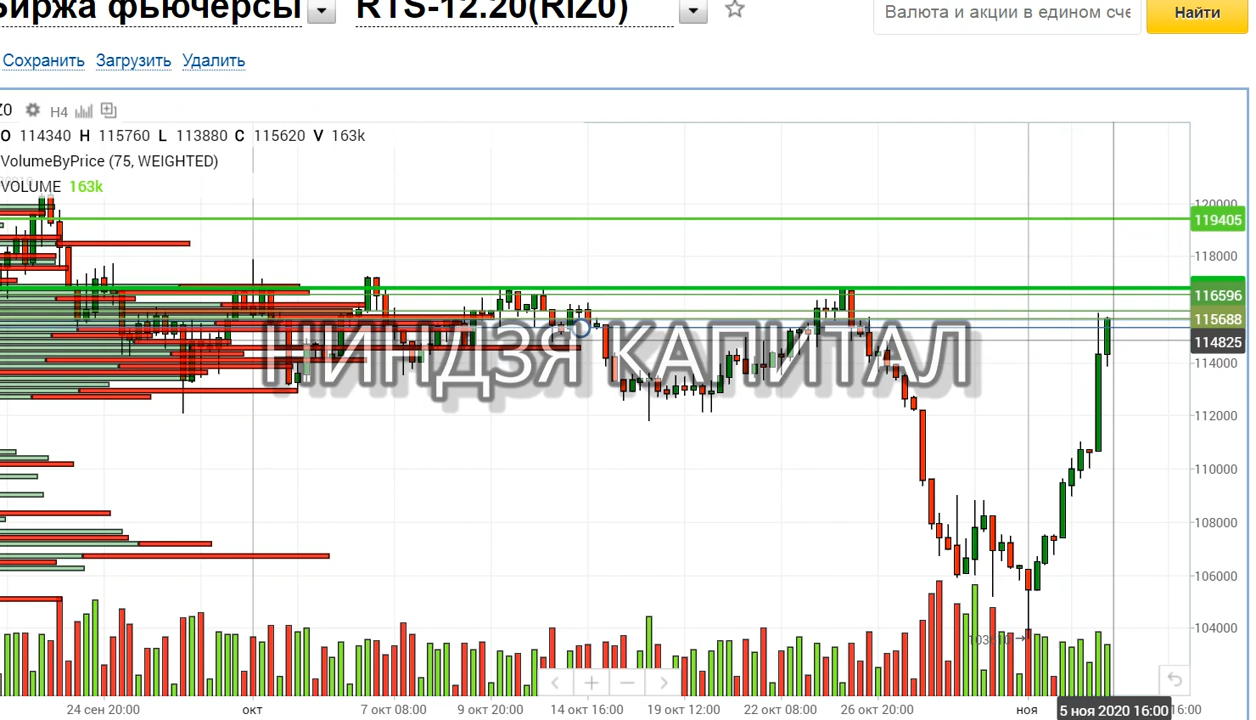 Биржа фьючерсы RTS-12.20(RIZ0)
Валюта и акции в едином сче
Найти
Сохранить Загрузить Удалить
Z0 H4
O 114340 H 115760 L 113880 C 115620 V 163k
VolumeByPrice (75, WEIGHTED)
VOLUME 163k
120000
119405
118000
116596
115688
114825
114000
112000
110000
108000
106000
104000
НИНДЗЯ КАПИТАЛ
24 сен 20:00 окт 7 окт 08:00 9 окт 20:00 14 окт 16:00 19 окт 12:00 22 окт 08:00 26 окт 20:00 ноя 5 ноя 2020 16:00 16:00